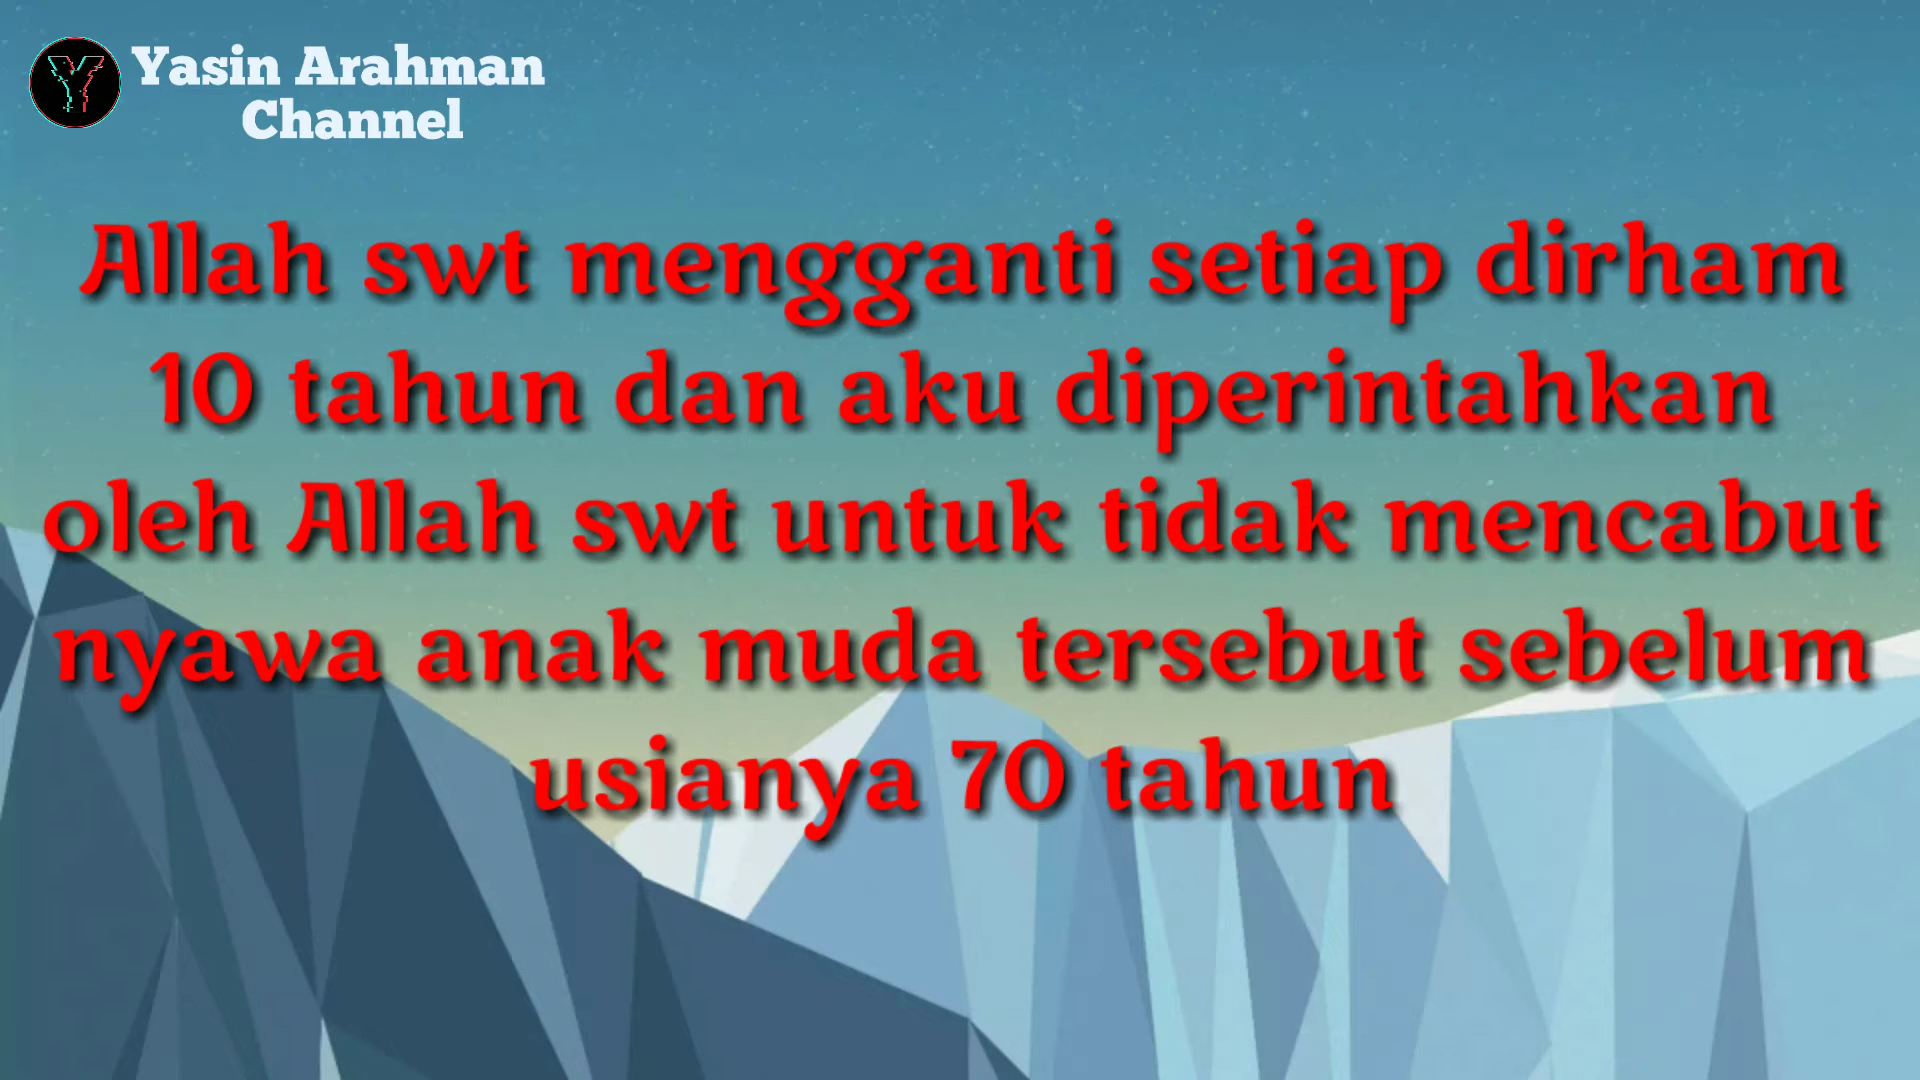 Yasin Arahman
Channel
Allah swt mengganti setiap dirham
10 tahun dan aku diperintahkan
oleh Allah swt untuk tidak mencabut
nyawa anak muda tersebut sebelum
usianya 70 tahun